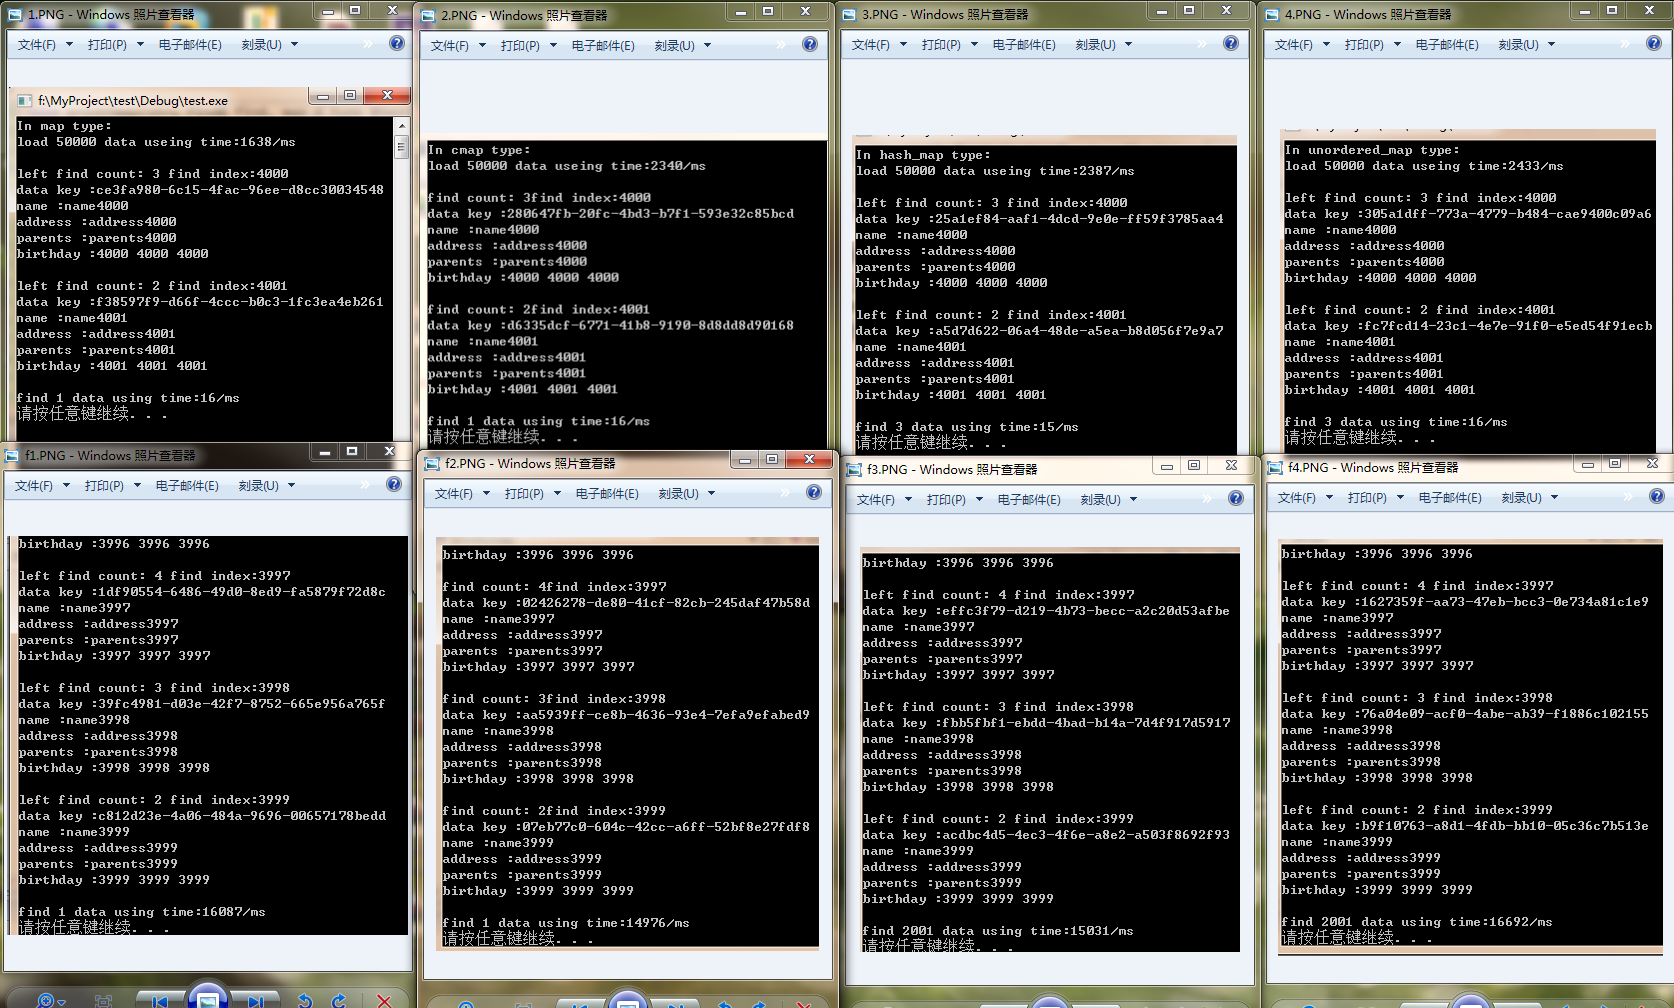 1.PNG - Windows 照片查看器
文件(F) 打印(P) 电子邮件(E) 刻录(U) »
f:\MyProject\test\Debug\test.exe
In map type:
load 50000 data useing time:1638/ms
left find count: 3 find index:4000
data key :ce3fa980-6c15-4fac-96ee-d8cc30034548
name :name4000
address :address4000
parents :parents4000
birthday :4000 4000 4000
left find count: 2 find index:4001
data key :f38597f9-d66f-4ccc-b0c3-1fc3ea4eb261
name :name4001
address :address4001
parents :parents4001
birthday :4001 4001 4001
find 1 data using time:16/ms
请按任意键继续. . .
2.PNG - Windows 照片查看器
文件(F) 打印(P) 电子邮件(E) 刻录(U) »
In cmap type:
load 50000 data useing time:2340/ms
find count: 3find index:4000
data key :280647fb-20fc-4bd3-b7f1-593e32c85bcd
name :name4000
address :address4000
parents :parents4000
birthday :4000 4000 4000
find count: 2find index:4001
data key :d6335dcf-6771-41b8-9190-8d8dd8d90168
name :name4001
address :address4001
parents :parents4001
birthday :4001 4001 4001
find 1 data using time:16/ms
请按任意键继续. . .
3.PNG - Windows 照片查看器
文件(F) 打印(P) 电子邮件(E) 刻录(U) »
In hash_map type:
load 50000 data useing time:2387/ms
left find count: 3 find index:4000
data key :25a1ef84-aaf1-4dcd-9e0e-ff59f3785aa4
name :name4000
address :address4000
parents :parents4000
birthday :4000 4000 4000
left find count: 2 find index:4001
data key :a5d7d622-06a4-48de-a5ea-b8d056f7e9a7
name :name4001
address :address4001
parents :parents4001
birthday :4001 4001 4001
find 3 data using time:15/ms
请按任意键继续. . .
4.PNG - Windows 照片查看器
文件(F) 打印(P) 电子邮件(E) 刻录(U) »
In unordered_map type:
load 50000 data useing time:2433/ms
left find count: 3 find index:4000
data key :305a1dff-773a-4779-b484-cae9400c09a6
name :name4000
address :address4000
parents :parents4000
birthday :4000 4000 4000
left find count: 2 find index:4001
data key :fc7fcd14-23c1-4e7e-91f0-e5ed54f91ecb
name :name4001
address :address4001
parents :parents4001
birthday :4001 4001 4001
find 3 data using time:16/ms
请按任意键继续. . .
f1.PNG - Windows 照片查看器
文件(F) 打印(P) 电子邮件(E) 刻录(U) »
birthday :3996 3996 3996
left find count: 4 find index:3997
data key :1df90554-6486-49d0-8ed9-fa5879f72d8c
name :name3997
address :address3997
parents :parents3997
birthday :3997 3997 3997
left find count: 3 find index:3998
data key :39fc4981-d03e-42f7-8752-665e956a765f
name :name3998
address :address3998
parents :parents3998
birthday :3998 3998 3998
left find count: 2 find index:3999
data key :c812d23e-4a06-484a-9696-00657178bedd
name :name3999
address :address3999
parents :parents3999
birthday :3999 3999 3999
find 1 data using time:16087/ms
请按任意键继续. . .
f2.PNG - Windows 照片查看器
文件(F) 打印(P) 电子邮件(E) 刻录(U) »
birthday :3996 3996 3996
find count: 4find index:3997
data key :02426278-de80-41cf-82cb-245daf47b58d
name :name3997
address :address3997
parents :parents3997
birthday :3997 3997 3997
find count: 3find index:3998
data key :aa5939ff-ce8b-4636-93e4-7efa9efabed9
name :name3998
address :address3998
parents :parents3998
birthday :3998 3998 3998
find count: 2find index:3999
data key :07eb77c0-604c-42cc-a6ff-52bf8e27fdf8
name :name3999
address :address3999
parents :parents3999
birthday :3999 3999 3999
find 1 data using time:14976/ms
请按任意键继续. . .
f3.PNG - Windows 照片查看器
文件(F) 打印(P) 电子邮件(E) 刻录(U) »
birthday :3996 3996 3996
left find count: 4 find index:3997
data key :effc3f79-d219-4b73-becc-a2c20d53afbe
name :name3997
address :address3997
parents :parents3997
birthday :3997 3997 3997
left find count: 3 find index:3998
data key :fbb5fbf1-ebdd-4bad-b14a-7d4f917d5917
name :name3998
address :address3998
parents :parents3998
birthday :3998 3998 3998
left find count: 2 find index:3999
data key :acdbc4d5-4ec3-4f6e-a8e2-a503f8692f93
name :name3999
address :address3999
parents :parents3999
birthday :3999 3999 3999
find 2001 data using time:15031/ms
请按任意键继续. . .
f4.PNG - Windows 照片查看器
文件(F) 打印(P) 电子邮件(E) 刻录(U) »
birthday :3996 3996 3996
left find count: 4 find index:3997
data key :1627359f-aa73-47eb-bcc3-0e734a81c1e9
name :name3997
address :address3997
parents :parents3997
birthday :3997 3997 3997
left find count: 3 find index:3998
data key :76a04e09-acf0-4abe-ab39-f1886c102155
name :name3998
address :address3998
parents :parents3998
birthday :3998 3998 3998
left find count: 2 find index:3999
data key :b9f10763-a8d1-4fdb-bb10-05c36c7b513e
name :name3999
address :address3999
parents :parents3999
birthday :3999 3999 3999
find 2001 data using time:16692/ms
请按任意键继续. . .